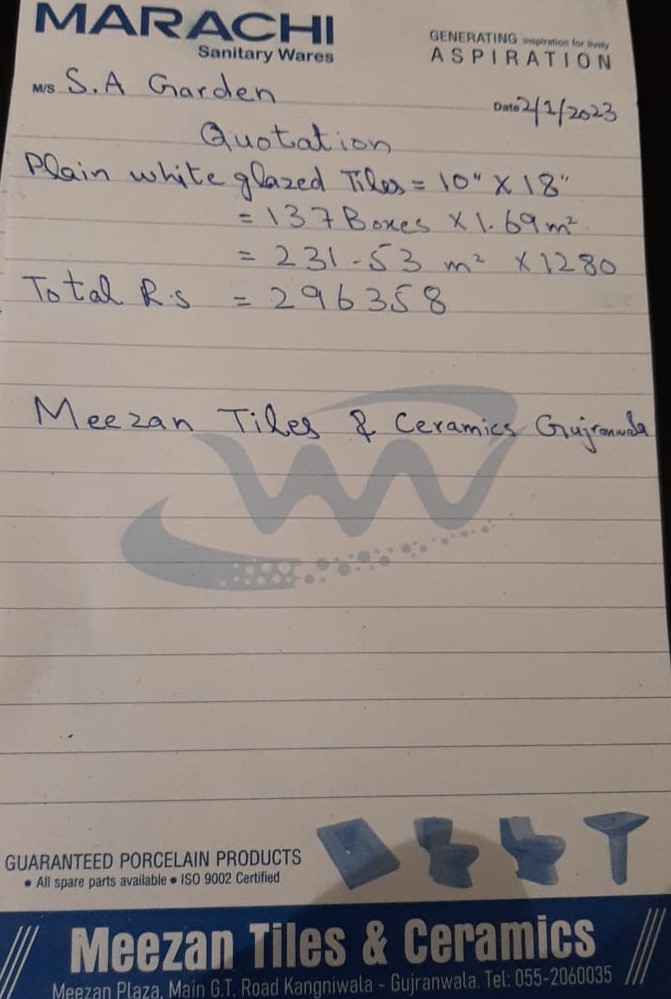 MARACHI
Sanitary Wares
GENERATING inspiration for lively
ASPIRATION
M/S S.A Garden
Date 2/1/2023
Quotation
Plain white glazed Tiles = 10" X 18"
= 137 Boxes X 1.69 m²
= 231-53 m² X 1280
Total R.s = 296358
Meezan Tiles & Ceramics Gujranwala
GUARANTEED PORCELAIN PRODUCTS
• All spare parts available • ISO 9002 Certified
Meezan Tiles & Ceramics
Meezan Plaza, Main G.T. Road Kangniwala - Gujranwala. Tel: 055-2060035